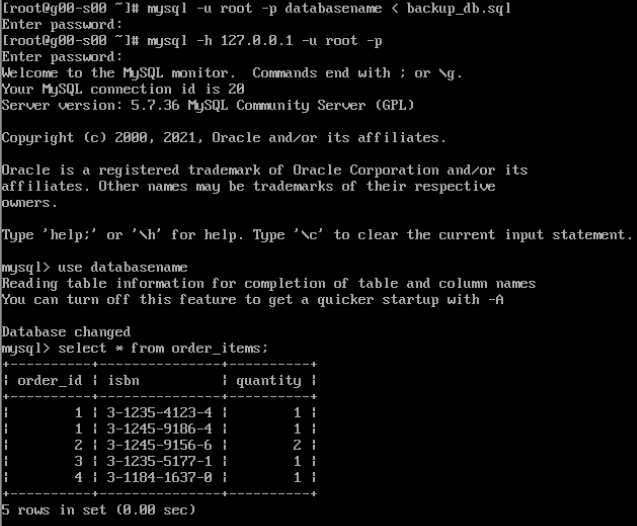 [root@g00-s00 ~]# mysql -u root -p databasename < backup_db.sql
Enter password:
[root@g00-s00 ~]# mysql -h 127.0.0.1 -u root -p
Enter password:
Welcome to the MySQL monitor.  Commands end with ; or \g.
Your MySQL connection id is 20
Server version: 5.7.36 MySQL Community Server (GPL)
Copyright (c) 2000, 2021, Oracle and/or its affiliates.
Oracle is a registered trademark of Oracle Corporation and/or its
affiliates. Other names may be trademarks of their respective
owners.
Type 'help;' or '\h' for help. Type '\c' to clear the current input statement.
mysql> use databasename
Reading table information for completion of table and column names
You can turn off this feature to get a quicker startup with -A
Database changed
mysql> select * from order_items;
+----------+---------------+----------+
| order_id | isbn          | quantity |
+----------+---------------+----------+
|        1 | 3-1235-4123-4 |        1 |
|        1 | 3-1245-9186-4 |        1 |
|        2 | 3-1245-9156-6 |        2 |
|        3 | 3-1235-5177-1 |        1 |
|        4 | 3-1184-1637-0 |        1 |
+----------+---------------+----------+
5 rows in set (0.00 sec)